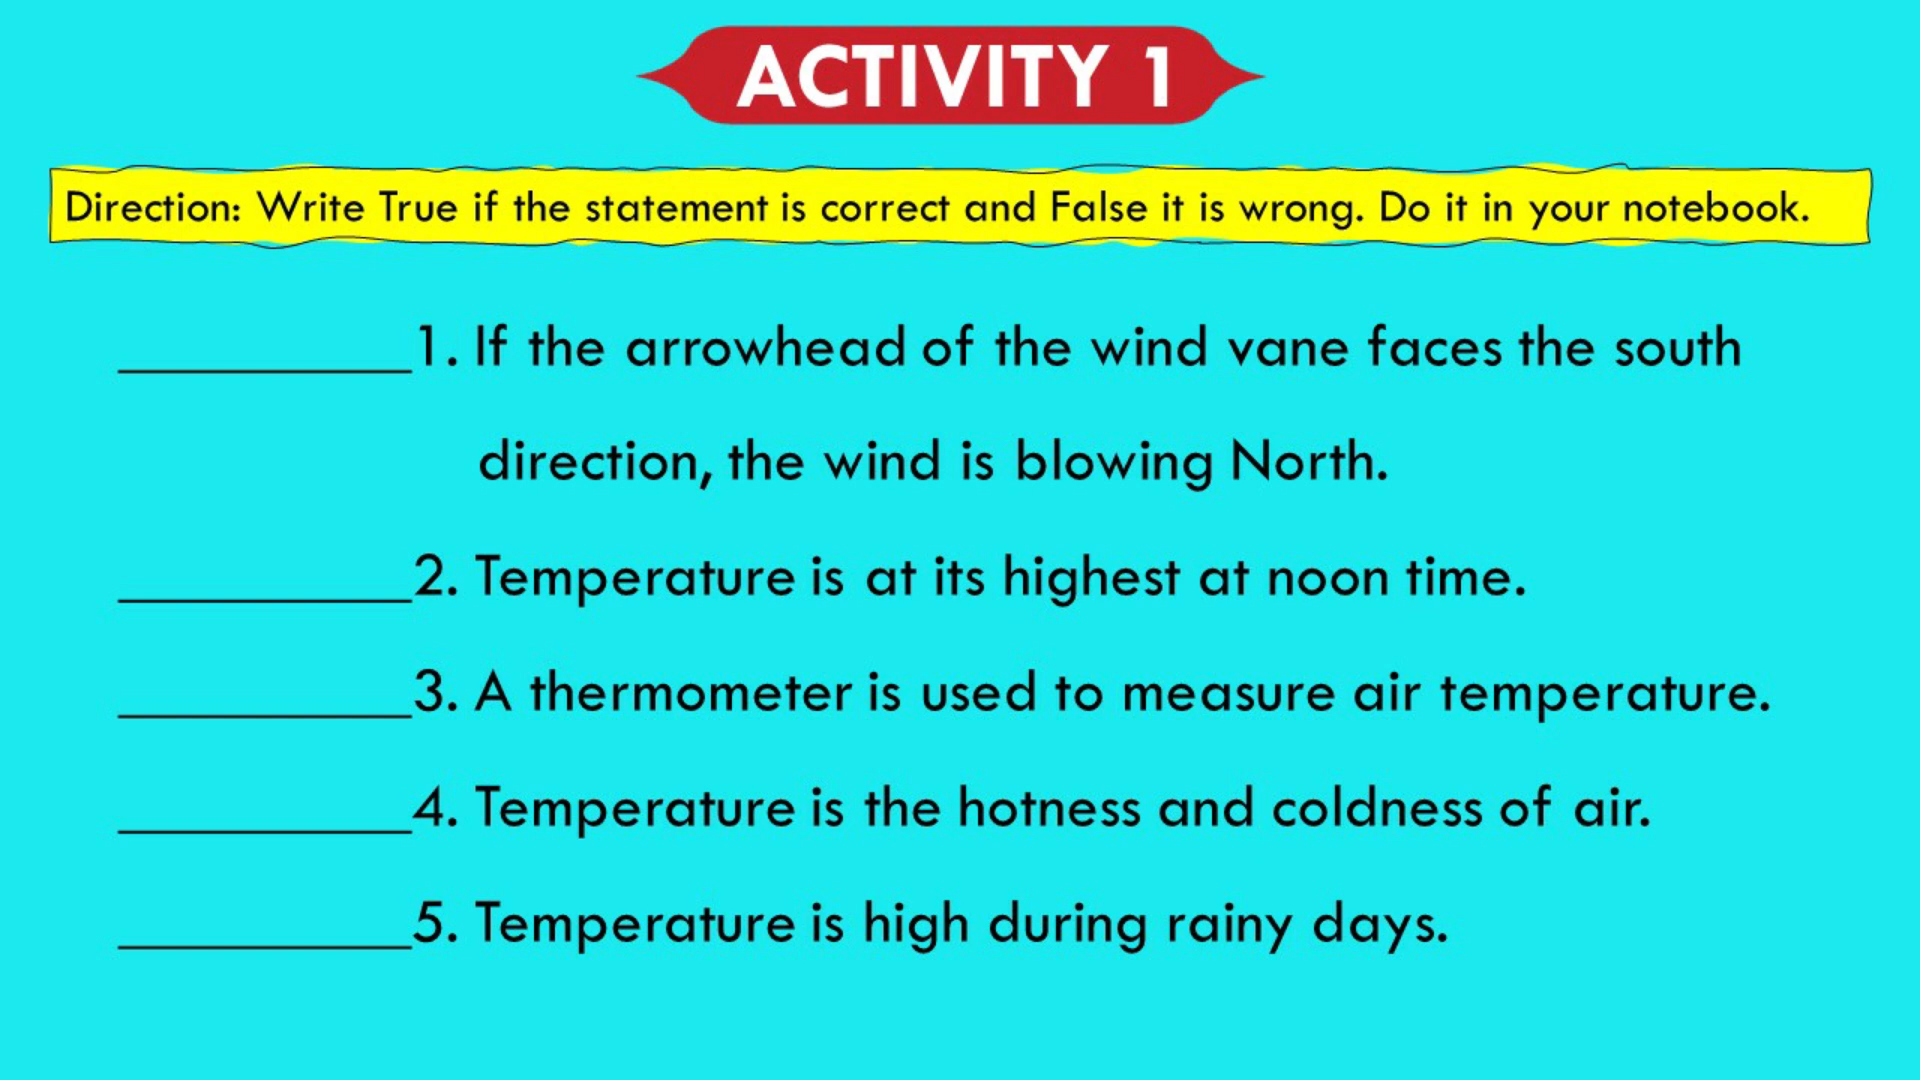 ACTIVITY 1
Direction: Write True if the statement is correct and False it is wrong. Do it in your notebook.
__________1. If the arrowhead of the wind vane faces the south
direction, the wind is blowing North.
__________2. Temperature is at its highest at noon time.
__________3. A thermometer is used to measure air temperature.
__________4. Temperature is the hotness and coldness of air.
__________5. Temperature is high during rainy days.